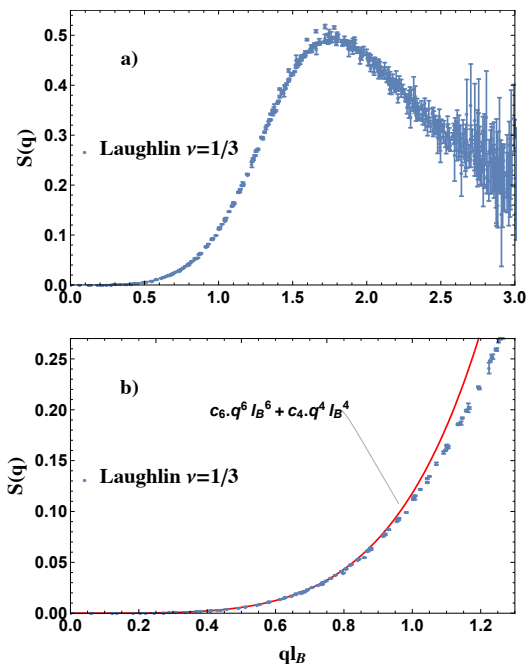 0.5
a)
0.4
0.3
S(q)
Laughlin ν=1/3
0.2
0.1
0.0
0.0 0.5 1.0 1.5 2.0 2.5 3.0
0.25
b)
c₆.q⁶ l_B⁶ + c₄.q⁴ l_B⁴
0.20
0.15
S(q)
Laughlin ν=1/3
0.10
0.05
0.00
0.0 0.2 0.4 0.6 0.8 1.0 1.2
ql_B